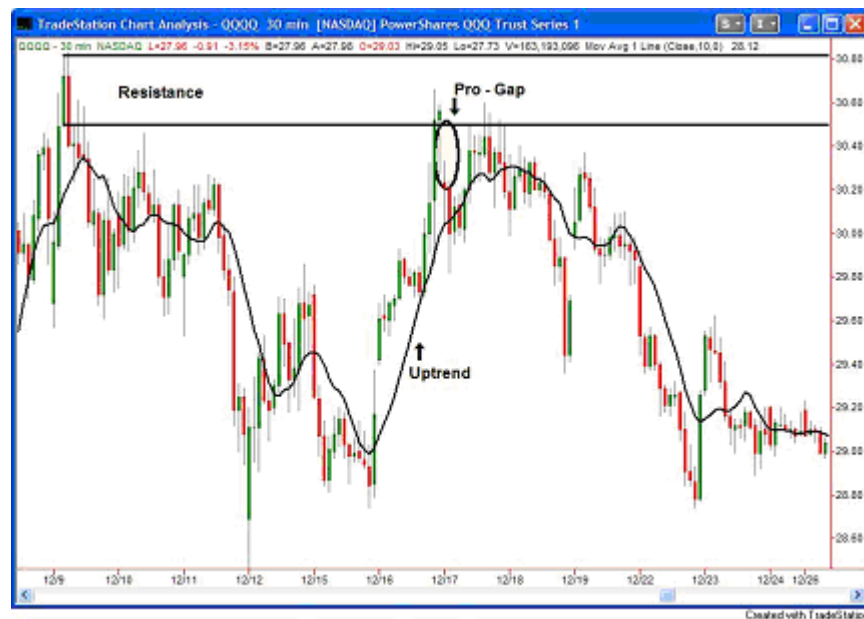 TradeStation Chart Analysis - QQQQ, 30 min [NASDAQ] PowerShares QQQ Trust Series 1
QQQQ - 30 min NASDAQ L=27.96 -0.91 -3.15% B=27.96 A=27.98 O=29.03 Hi=29.05 Lo=27.73 V=163,193,096 Mov Avg 1 Line (Close,10,0) 28.12
Resistance
Pro - Gap
Uptrend
30.80
30.60
30.40
30.20
30.00
29.80
29.60
29.40
29.20
29.00
28.80
28.60
12/9 12/10 12/11 12/12 12/15 12/16 12/17 12/18 12/19 12/22 12/23 12/24 12/26
Created with TradeStation